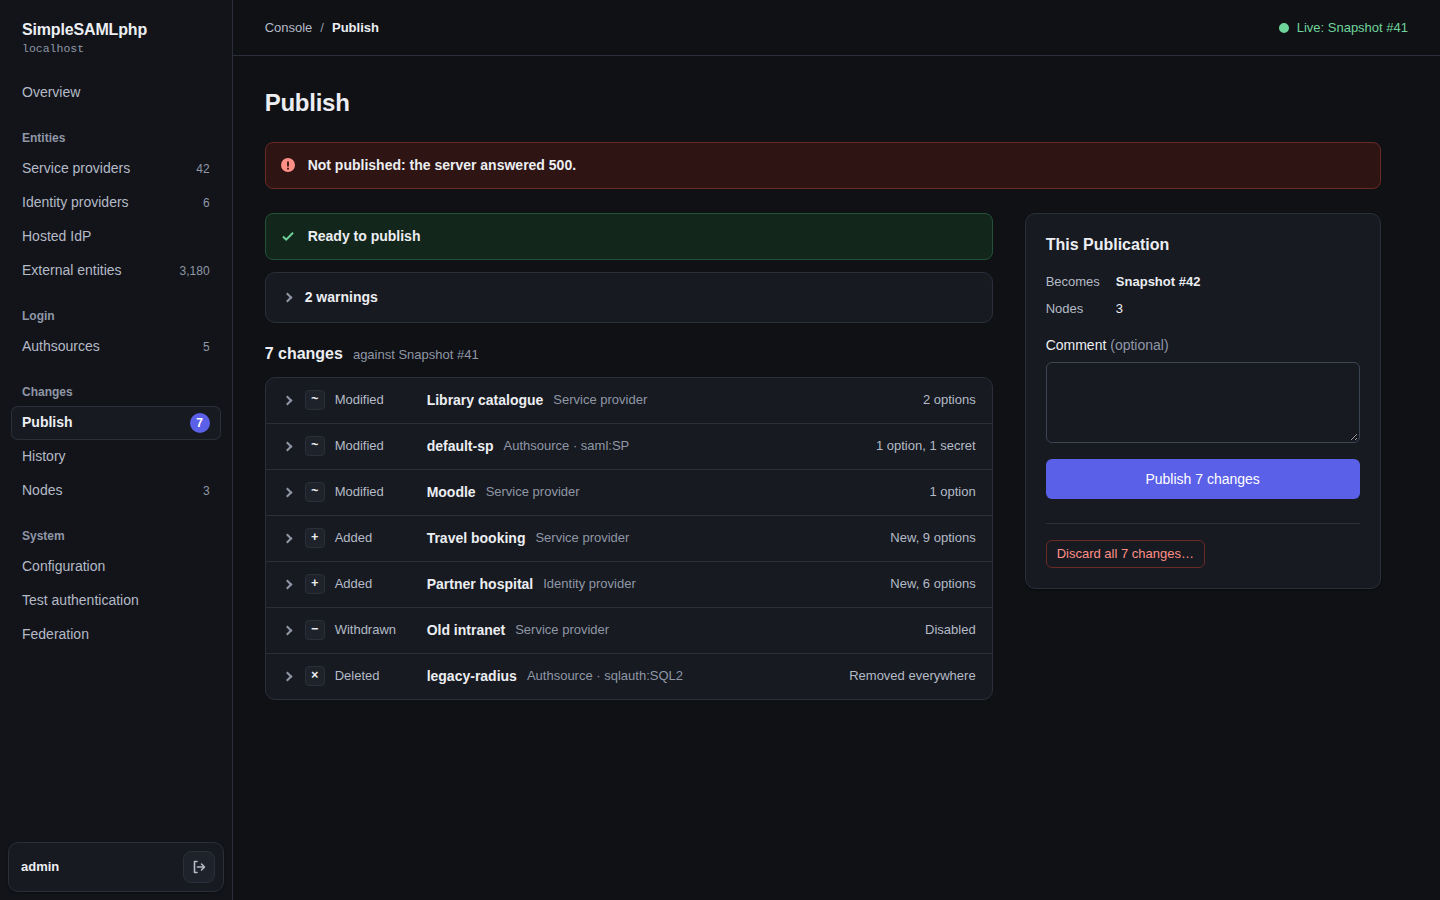 SimpleSAMLphp
localhost
Overview
Entities
Service providers 42
Identity providers 6
Hosted IdP
External entities 3,180
Login
Authsources 5
Changes
Publish 7
History
Nodes 3
System
Configuration
Test authentication
Federation
admin
Console / Publish
Live: Snapshot #41
Publish
Not published: the server answered 500.
Ready to publish
2 warnings
7 changes against Snapshot #41
~ Modified Library catalogue Service provider 2 options
~ Modified default-sp Authsource · saml:SP 1 option, 1 secret
~ Modified Moodle Service provider 1 option
+ Added Travel booking Service provider New, 9 options
+ Added Partner hospital Identity provider New, 6 options
− Withdrawn Old intranet Service provider Disabled
× Deleted legacy-radius Authsource · sqlauth:SQL2 Removed everywhere
This Publication
Becomes Snapshot #42
Nodes 3
Comment (optional)
Publish 7 changes
Discard all 7 changes…